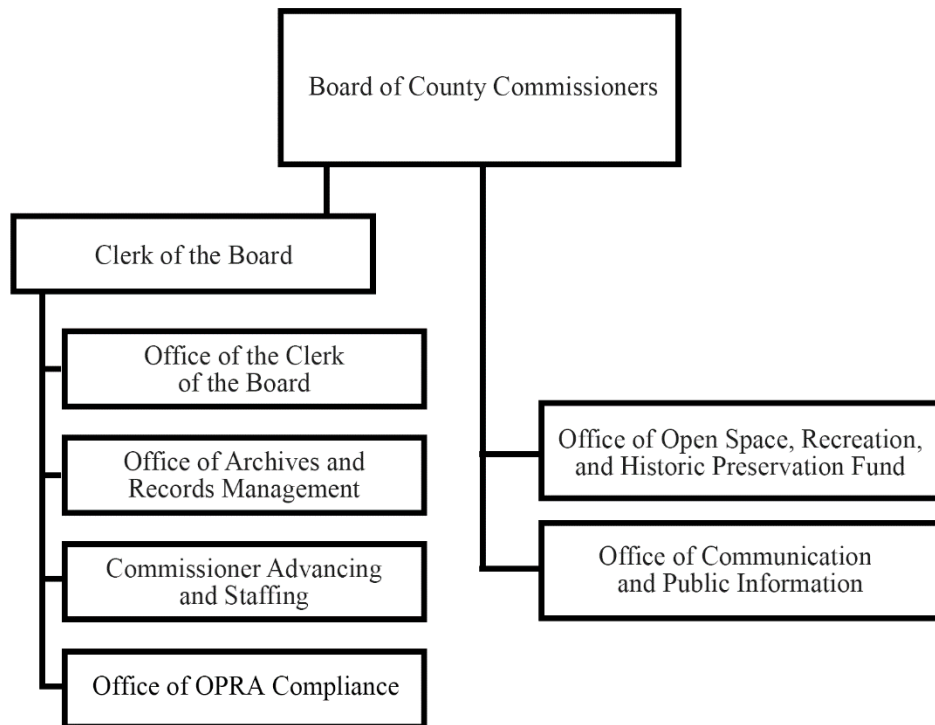 Board of County Commissioners
Clerk of the Board
Office of the Clerk
of the Board
Office of Archives and
Records Management
Commissioner Advancing
and Staffing
Office of OPRA Compliance
Office of Open Space, Recreation,
and Historic Preservation Fund
Office of Communication
and Public Information